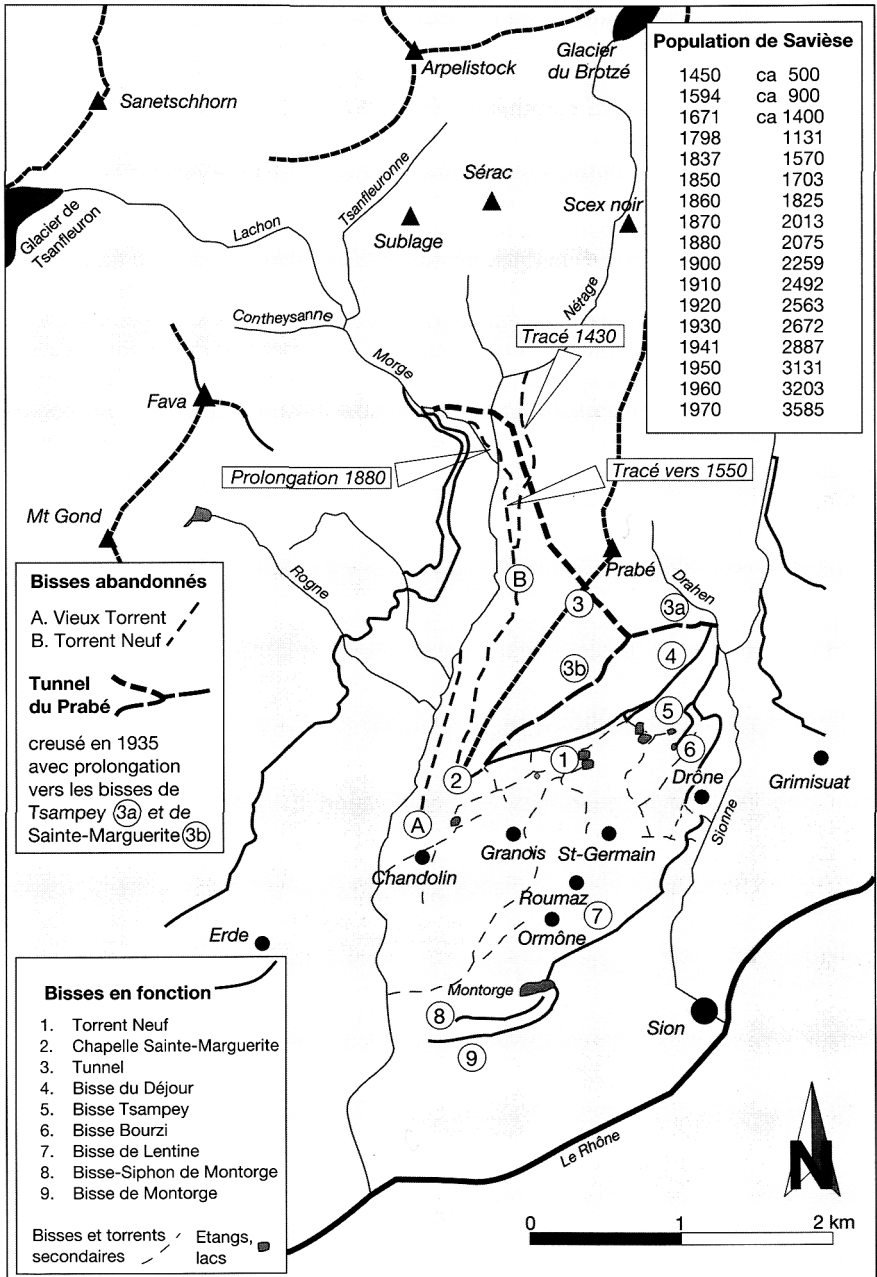 Glacier
du Brotzé
Arpelistock
Sanetschhorn
Population de Savièse
1450 ca 500
1594 ca 900
1671 ca 1400
1798 1131
1837 1570
1850 1703
1860 1825
1870 2013
1880 2075
1900 2259
1910 2492
1920 2563
1930 2672
1941 2887
1950 3131
1960 3203
1970 3585
Tsanfleuronne
Sérac
Scex noir
Sublage
Glacier de
Tsanfleuron
Lachon
Contheysanne
Nétage
Morge
Tracé 1430
Fava
Prolongation 1880
Tracé vers 1550
Mt Gond
Rogne
Prabé
Drahen
B
3
3a
3b
4
5
6
1
2
A
Bisses abandonnés
A. Vieux Torrent
B. Torrent Neuf
Tunnel
du Prabé
creusé en 1935
avec prolongation
vers les bisses de
Tsampey 3a et de
Sainte-Marguerite 3b
Drône
Grimisuat
Sionne
Granois
St-Germain
Chandolin
Roumaz
7
Ormône
Erde
Montorge
8
9
Sion
Le Rhône
Bisses en fonction
1. Torrent Neuf
2. Chapelle Sainte-Marguerite
3. Tunnel
4. Bisse du Déjour
5. Bisse Tsampey
6. Bisse Bourzi
7. Bisse de Lentine
8. Bisse-Siphon de Montorge
9. Bisse de Montorge
Bisses et torrents
secondaires
Etangs,
lacs
N
0 1 2 km